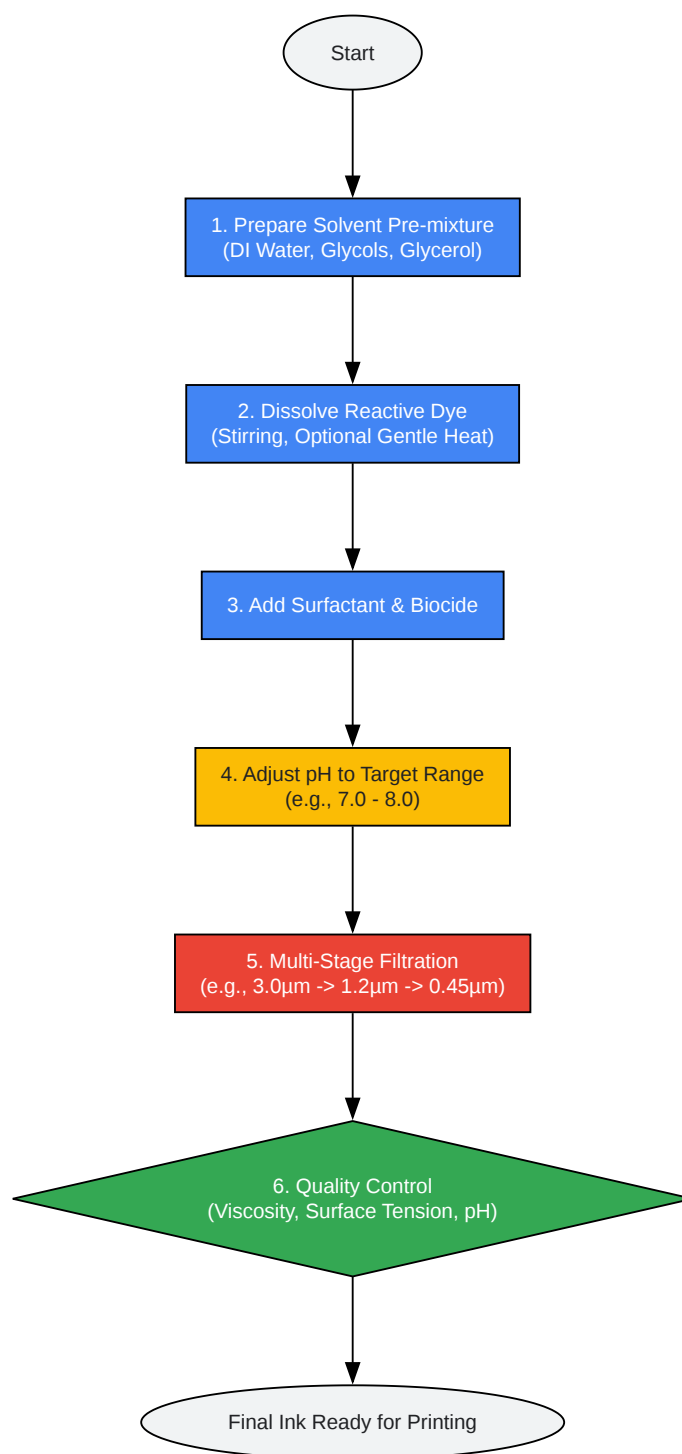 Start
1. Prepare Solvent Pre-mixture
(DI Water, Glycols, Glycerol)
2. Dissolve Reactive Dye
(Stirring, Optional Gentle Heat)
3. Add Surfactant & Biocide
4. Adjust pH to Target Range
(e.g., 7.0 - 8.0)
5. Multi-Stage Filtration
(e.g., 3.0µm -> 1.2µm -> 0.45µm)
6. Quality Control
(Viscosity, Surface Tension, pH)
Final Ink Ready for Printing